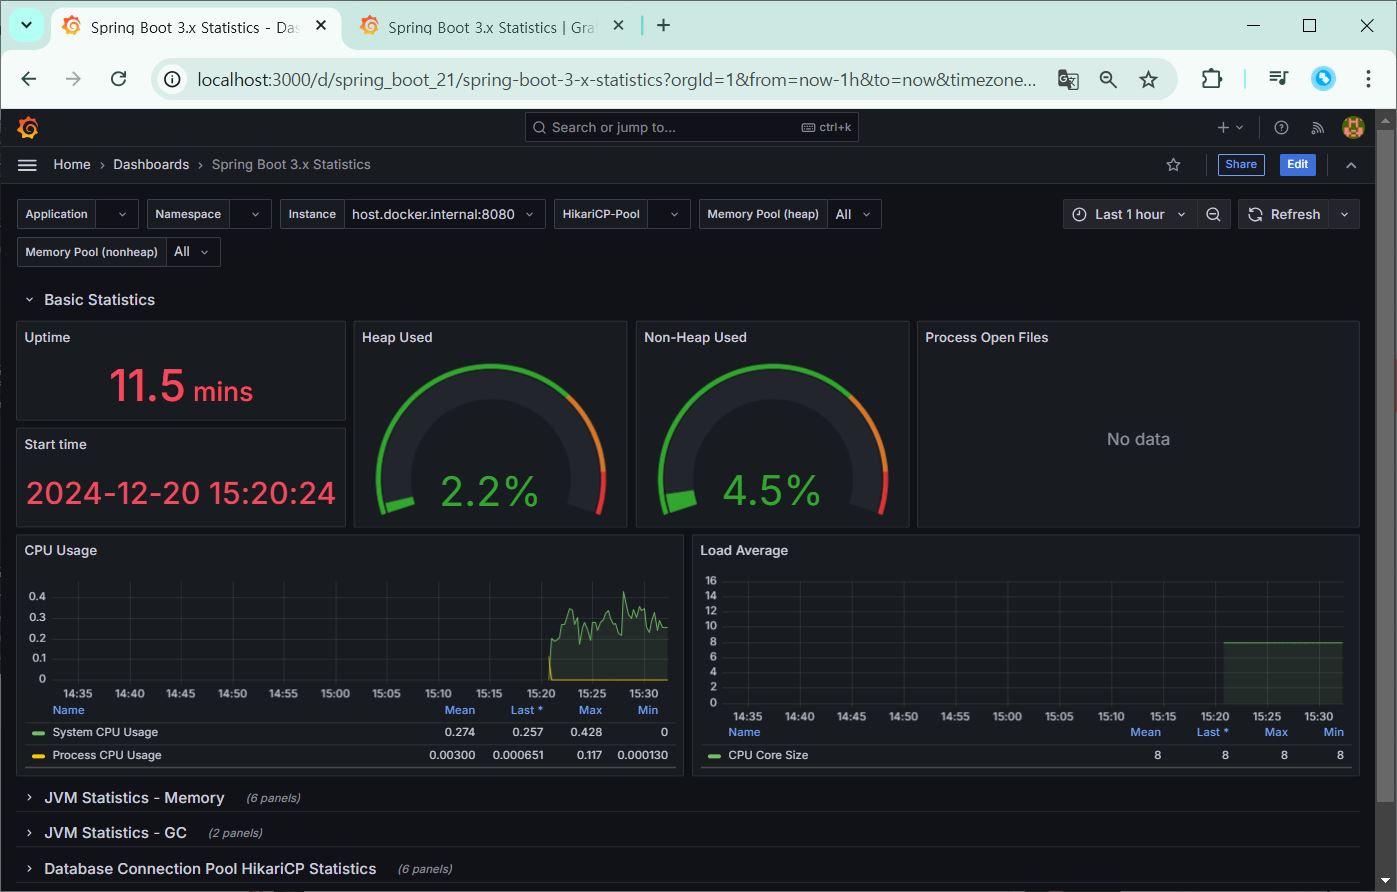 Spring Boot 3.x Statistics - Das
Spring Boot 3.x Statistics | Gra
localhost:3000/d/spring_boot_21/spring-boot-3-x-statistics?orgId=1&from=now-1h&to=now&timezone...
Search or jump to... ctrl+k
Home › Dashboards › Spring Boot 3.x Statistics
Share Edit
Application Namespace Instance host.docker.internal:8080 HikariCP-Pool Memory Pool (heap) All Last 1 hour Refresh
Memory Pool (nonheap) All
Basic Statistics
Uptime
11.5 mins
Start time
2024-12-20 15:20:24
Heap Used
2.2%
Non-Heap Used
4.5%
Process Open Files
No data
CPU Usage
0.4
0.3
0.2
0.1
0
14:35 14:40 14:45 14:50 14:55 15:00 15:05 15:10 15:15 15:20 15:25 15:30
Name Mean Last * Max Min
System CPU Usage 0.274 0.257 0.428 0
Process CPU Usage 0.00300 0.000651 0.117 0.000130
Load Average
16
14
12
10
8
6
4
2
0
14:35 14:40 14:45 14:50 14:55 15:00 15:05 15:10 15:15 15:20 15:25 15:30
Name Mean Last * Max Min
CPU Core Size 8 8 8 8
JVM Statistics - Memory (6 panels)
JVM Statistics - GC (2 panels)
Database Connection Pool HikariCP Statistics (6 panels)